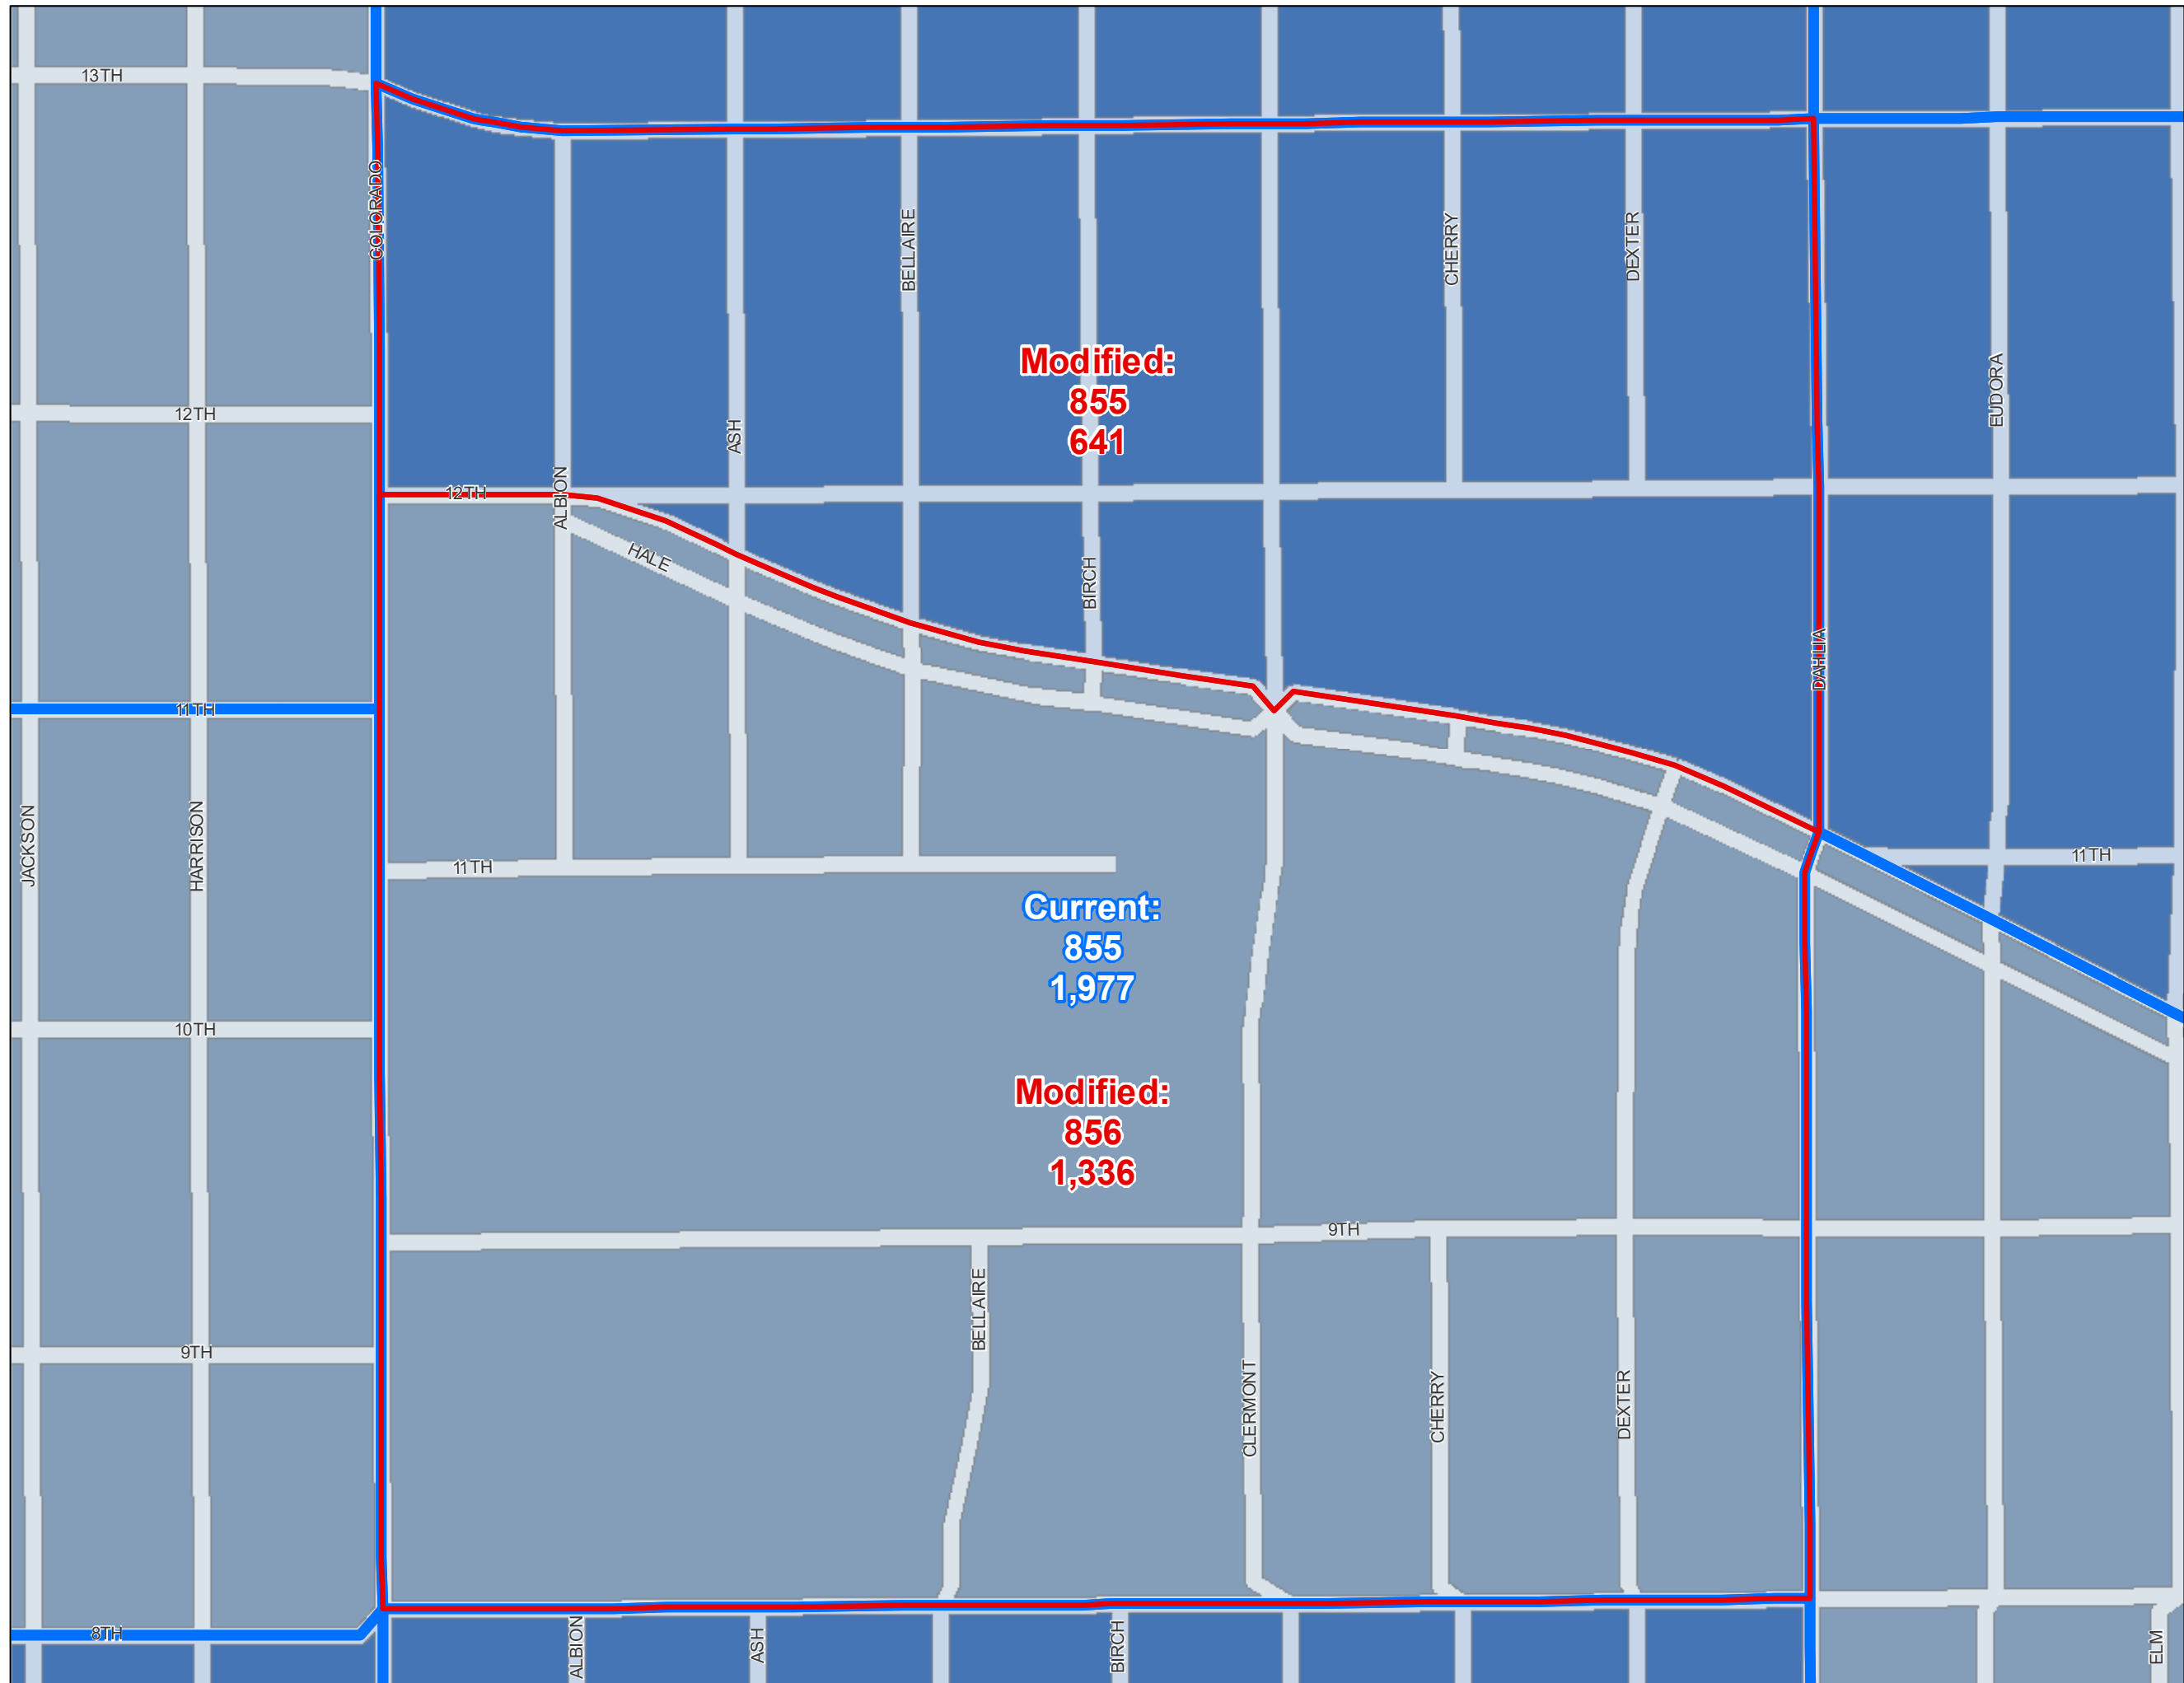 13TH
COLORADO
BELLAIRE
CHERRY
DEXTER
Modified:
855
641
EUDORA
12TH
ASH
12TH
ALBION
HALE
BIRCH
DAHLIA
11TH
JACKSON
HARRISON
11TH
11TH
Current:
855
1,977
10TH
Modified:
856
1,336
9TH
BELLAIRE
9TH
CLERMONT
CHERRY
DEXTER
8TH
ALBION
ASH
BIRCH
ELM